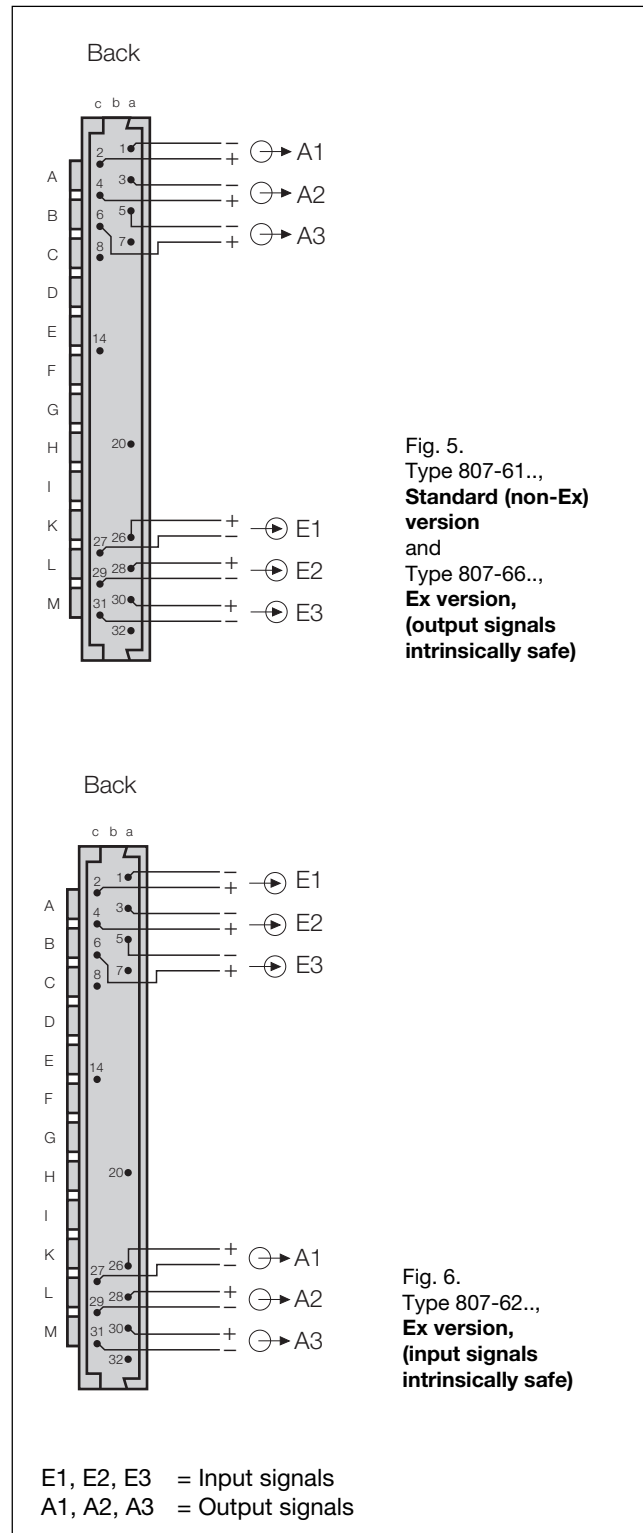 Back
c b a
1 − A1
2 +
A 3 − A2
4 +
B 5 − A3
6 7 +
C 8
D
E 14
F
G
H 20
I
K 26 + E1
27 −
L 28 + E2
29 −
M 30 + E3
31 −
32
Fig. 5.
Type 807-61..,
Standard (non-Ex)
version
and
Type 807-66..,
Ex version,
(output signals
intrinsically safe)
Back
c b a
1 − E1
2 +
A 3 − E2
4 +
B 5 − E3
6 7 +
C 8
D
E 14
F
G
H 20
I
K 26 + A1
27 −
L 28 + A2
29 −
M 30 + A3
31 −
32
Fig. 6.
Type 807-62..,
Ex version,
(input signals
intrinsically safe)
E1, E2, E3 = Input signals
A1, A2, A3 = Output signals